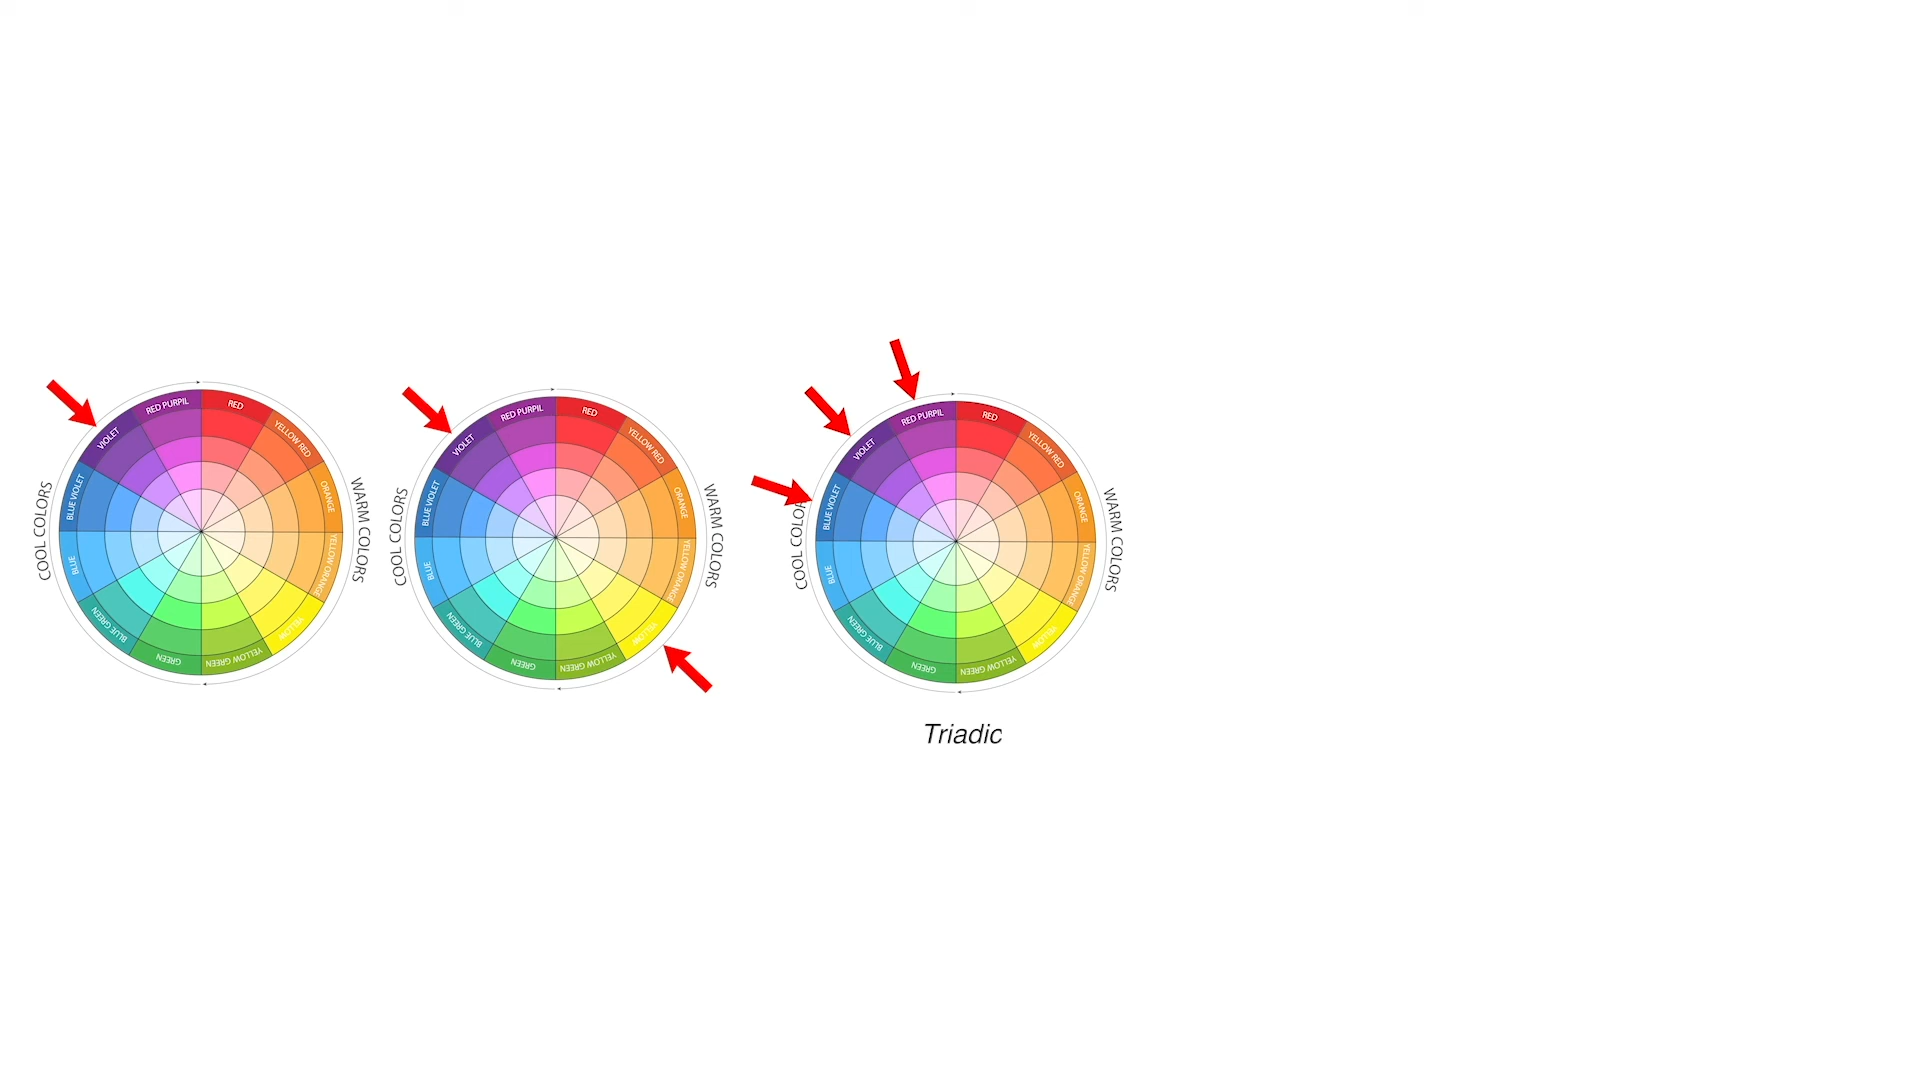 COOL COLORS
WARM COLORS
RED PURPIL
RED
YELLOW RED
ORANGE
YELLOW ORANGE
YELLOW
YELLOW GREEN
GREEN
BLUE GREEN
BLUE
BLUE VIOLET
VIOLET
COOL COLORS
WARM COLORS
RED PURPIL
RED
YELLOW RED
ORANGE
YELLOW ORANGE
YELLOW
YELLOW GREEN
GREEN
BLUE GREEN
BLUE
BLUE VIOLET
VIOLET
COOL COLOR
WARM COLORS
RED PURPIL
RED
YELLOW RED
ORANGE
YELLOW ORANGE
YELLOW
YELLOW GREEN
GREEN
BLUE GREEN
BLUE
BLUE VIOLET
VIOLET
Triadic